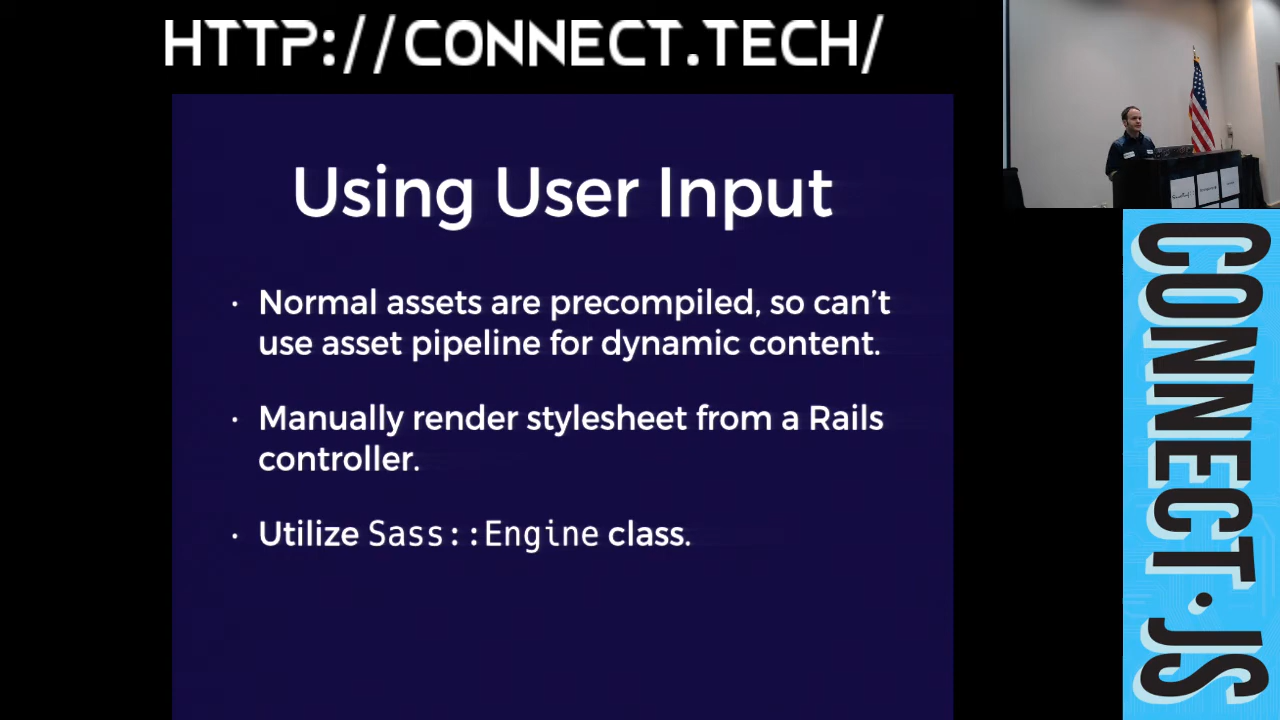 HTTP://CONNECT.TECH/
Using User Input
· Normal assets are precompiled, so can't
use asset pipeline for dynamic content.
· Manually render stylesheet from a Rails
controller.
· Utilize Sass::Engine class.
CONNECT·JS